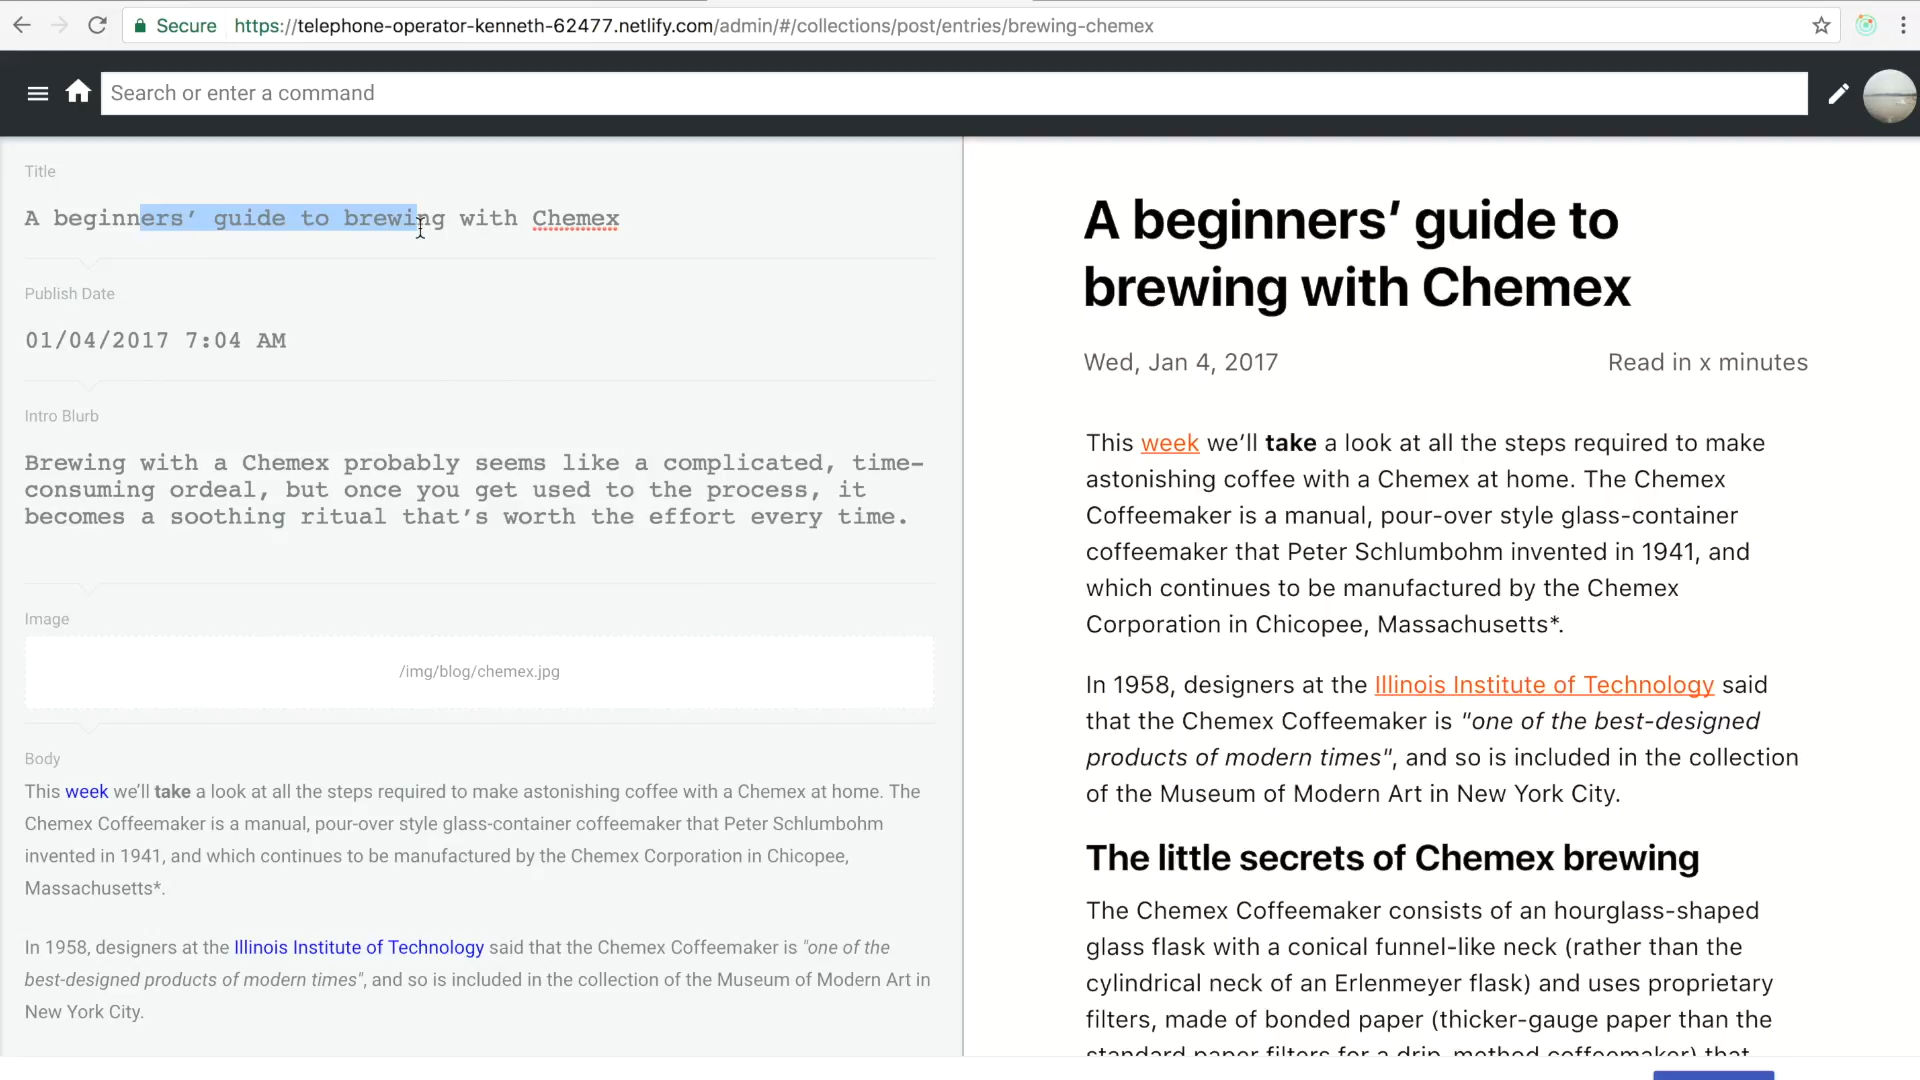 Secure https://telephone-operator-kenneth-62477.netlify.com/admin/#/collections/post/entries/brewing-chemex
Search or enter a command
Title
A beginners’ guide to brewing with Chemex
Publish Date
01/04/2017 7:04 AM
Intro Blurb
Brewing with a Chemex probably seems like a complicated, time-
consuming ordeal, but once you get used to the process, it
becomes a soothing ritual that’s worth the effort every time.
Image
/img/blog/chemex.jpg
Body
This week we’ll take a look at all the steps required to make astonishing coffee with a Chemex at home. The
Chemex Coffeemaker is a manual, pour-over style glass-container coffeemaker that Peter Schlumbohm
invented in 1941, and which continues to be manufactured by the Chemex Corporation in Chicopee,
Massachusetts*.
In 1958, designers at the Illinois Institute of Technology said that the Chemex Coffeemaker is "one of the
best-designed products of modern times", and so is included in the collection of the Museum of Modern Art in
New York City.
A beginners’ guide to
brewing with Chemex
Wed, Jan 4, 2017 Read in x minutes
This week we’ll take a look at all the steps required to make
astonishing coffee with a Chemex at home. The Chemex
Coffeemaker is a manual, pour-over style glass-container
coffeemaker that Peter Schlumbohm invented in 1941, and
which continues to be manufactured by the Chemex
Corporation in Chicopee, Massachusetts*.
In 1958, designers at the Illinois Institute of Technology said
that the Chemex Coffeemaker is "one of the best-designed
products of modern times", and so is included in the collection
of the Museum of Modern Art in New York City.
The little secrets of Chemex brewing
The Chemex Coffeemaker consists of an hourglass-shaped
glass flask with a conical funnel-like neck (rather than the
cylindrical neck of an Erlenmeyer flask) and uses proprietary
filters, made of bonded paper (thicker-gauge paper than the
standard paper filters for a drip-method coffeemaker) that